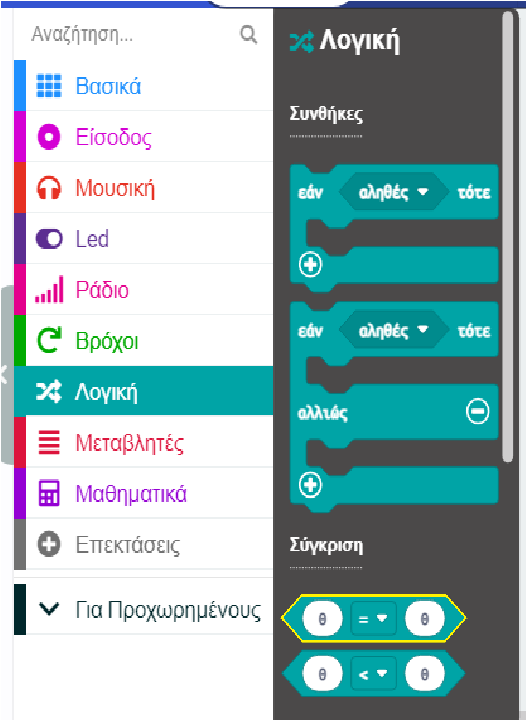 Αναζήτηση...
Βασικά
Είσοδος
Μουσική
Led
Ράδιο
Βρόχοι
Λογική
Μεταβλητές
Μαθηματικά
Επεκτάσεις
Για Προχωρημένους
Λογική
Συνθήκες
εάν αληθές τότε
εάν αληθές τότε
αλλιώς
Σύγκριση
0 = 0
0 < 0